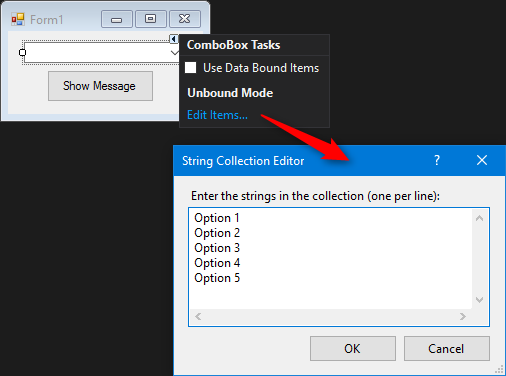 Form1
ComboBox Tasks
Use Data Bound Items
Unbound Mode
Edit Items...
Show Message
String Collection Editor
?
Enter the strings in the collection (one per line):
Option 1
Option 2
Option 3
Option 4
Option 5
OK
Cancel